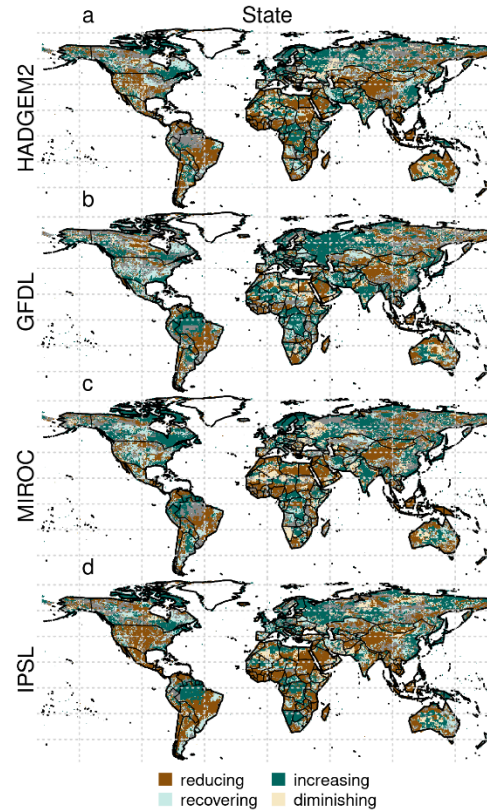 State
a
HADGEM2
b
GFDL
c
MIROC
d
IPSL
reducing
increasing
recovering
diminishing